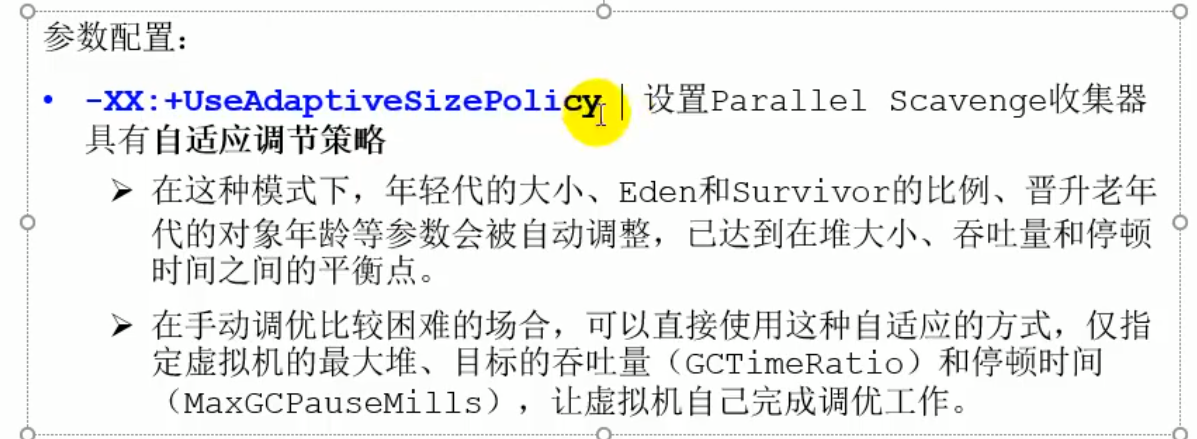 参数配置：
• -XX:+UseAdaptiveSizePolicy 设置Parallel Scavenge收集器
具有自适应调节策略
➢ 在这种模式下，年轻代的大小、Eden和Survivor的比例、晋升老年
代的对象年龄等参数会被自动调整，已达到在堆大小、吞吐量和停顿
时间之间的平衡点。
➢ 在手动调优比较困难的场合，可以直接使用这种自适应的方式，仅指
定虚拟机的最大堆、目标的吞吐量（GCTimeRatio）和停顿时间
（MaxGCPauseMills），让虚拟机自己完成调优工作。